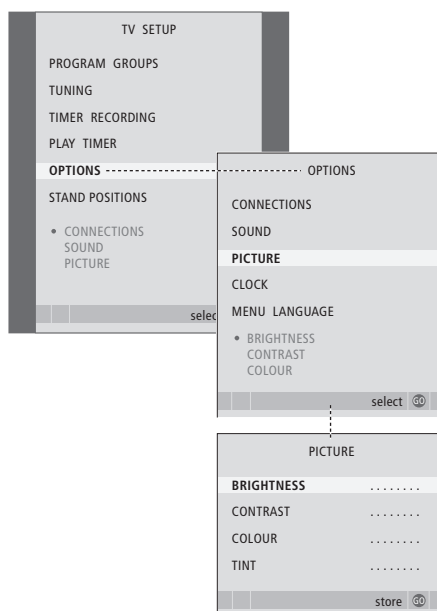 TV SETUP
PROGRAM GROUPS
TUNING
TIMER RECORDING
PLAY TIMER
OPTIONS
STAND POSITIONS
• CONNECTIONS
SOUND
PICTURE
selec
OPTIONS
CONNECTIONS
SOUND
PICTURE
CLOCK
MENU LANGUAGE
• BRIGHTNESS
CONTRAST
COLOUR
select GO
PICTURE
BRIGHTNESS ........
CONTRAST ........
COLOUR ........
TINT ........
store GO